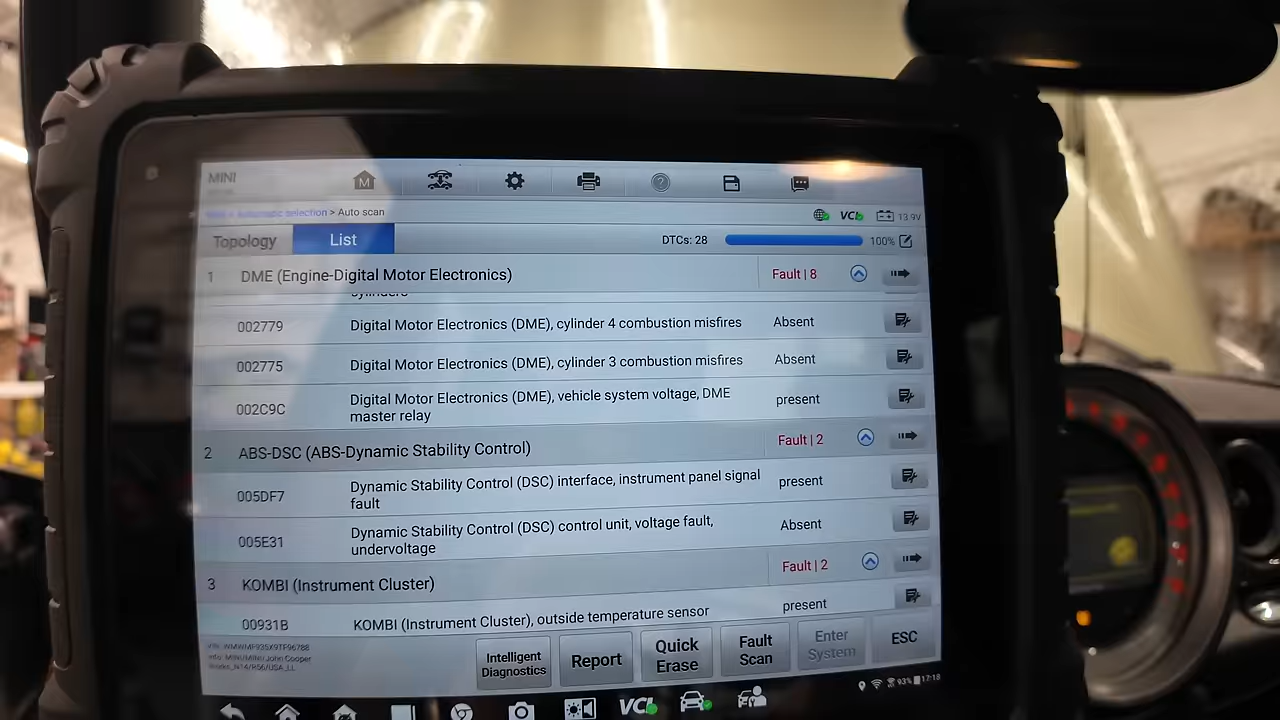 MINI
M
> Auto scan
VCI
13.9V
Topology
List
DTCs: 28
100%
1
DME (Engine-Digital Motor Electronics)
Fault | 8
cylinders
002779
Digital Motor Electronics (DME), cylinder 4 combustion misfires
Absent
002775
Digital Motor Electronics (DME), cylinder 3 combustion misfires
Absent
002C9C
Digital Motor Electronics (DME), vehicle system voltage, DME
master relay
present
2
ABS-DSC (ABS-Dynamic Stability Control)
Fault | 2
005DF7
Dynamic Stability Control (DSC) interface, instrument panel signal
fault
present
005E31
Dynamic Stability Control (DSC) control unit, voltage fault,
undervoltage
Absent
3
KOMBI (Instrument Cluster)
Fault | 2
00931B
KOMBI (Instrument Cluster), outside temperature sensor
present
Intelligent
Diagnostics
Report
Quick
Erase
Fault
Scan
Enter
System
ESC
VCI
93%
17:18